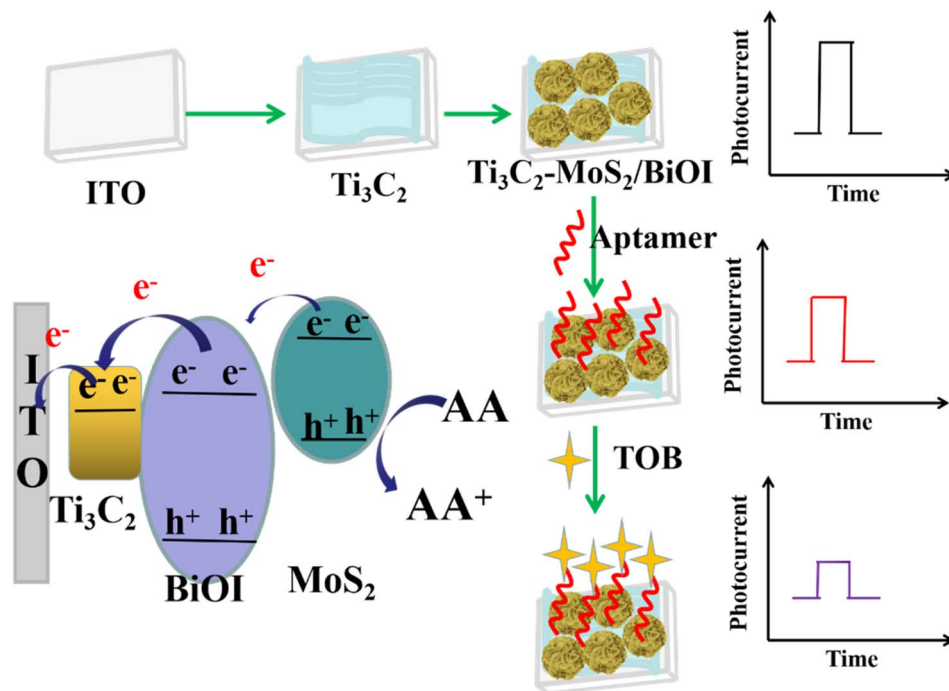 ITO
Ti₃C₂
Ti₃C₂-MoS₂/BiOI
Photocurrent
Time
Aptamer
Photocurrent
Time
TOB
Photocurrent
Time
e⁻
e⁻
e⁻
I
T
O
e⁻ e⁻
Ti₃C₂
e⁻ e⁻
h⁺ h⁺
BiOI
e⁻ e⁻
h⁺ h⁺
MoS₂
AA
AA⁺